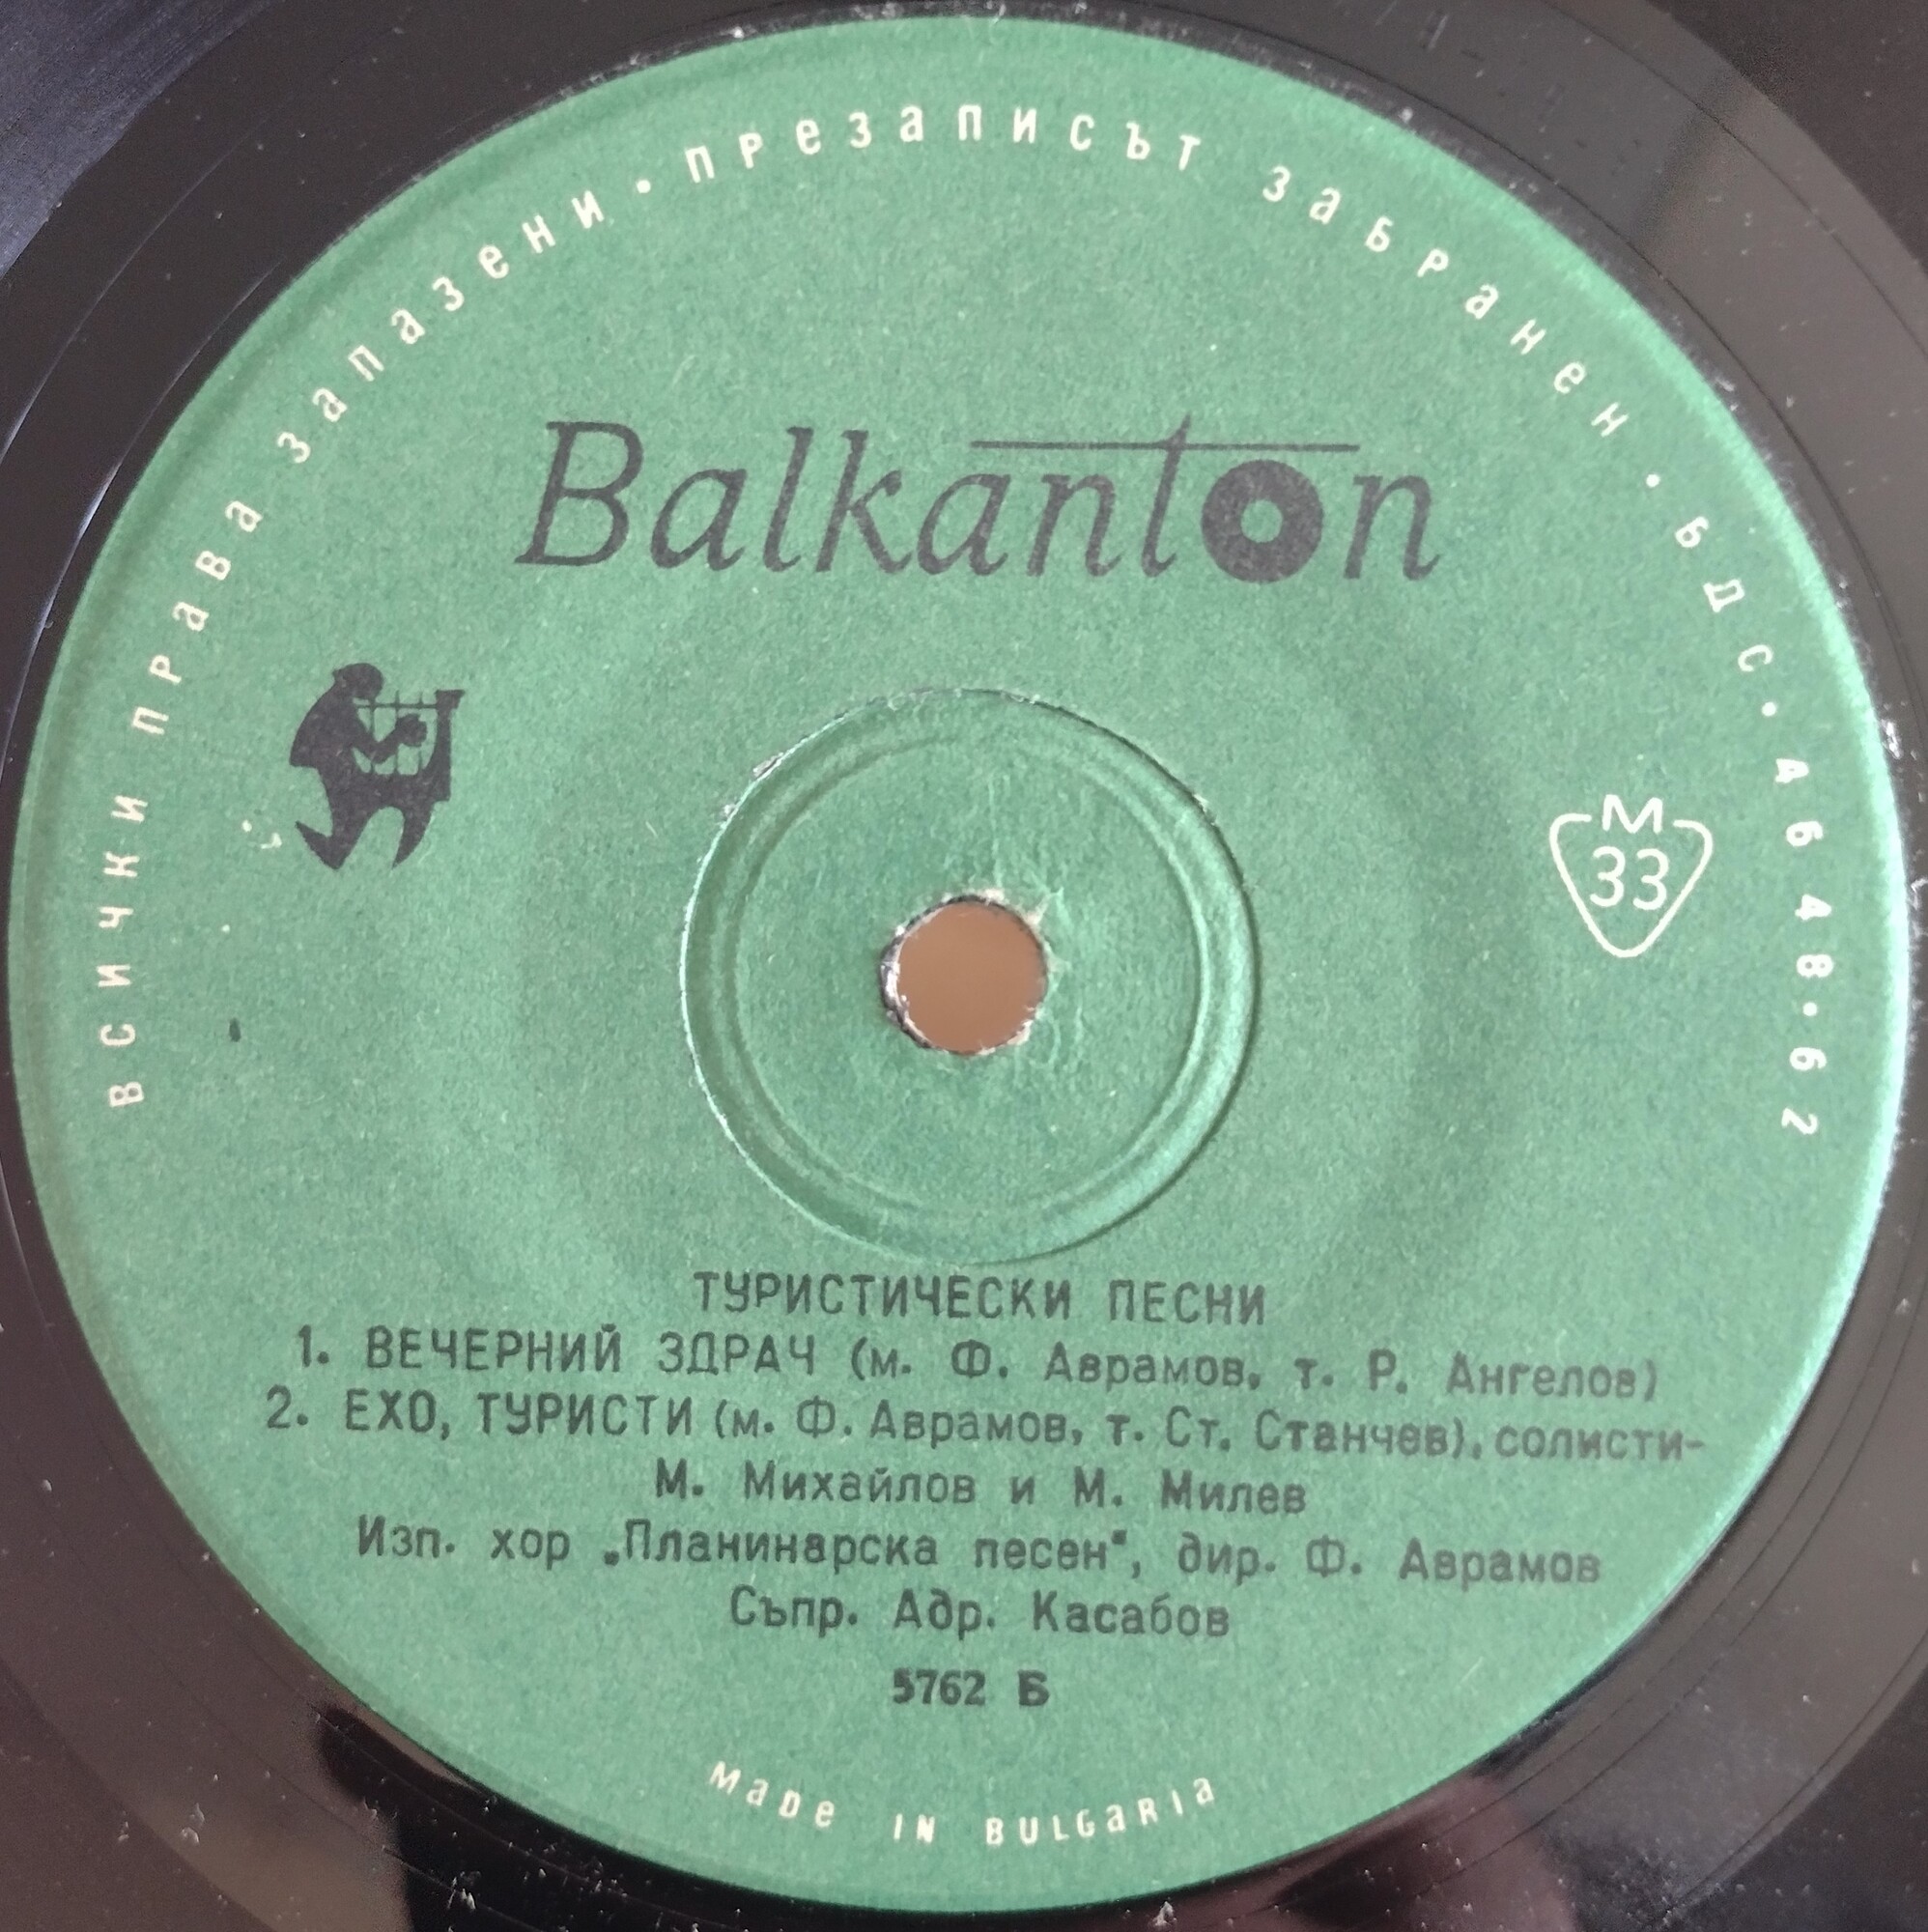 всички права запазени • презаписът забранен • БДС • 4б 48 • 62
Balkanton
M
33
ТУРИСТИЧЕСКИ ПЕСНИ
1. ВЕЧЕРНИЙ ЗДРАЧ (м. Ф. Аврамов, т. Р. Ангелов)
2. ЕХО, ТУРИСТИ (м. Ф. Аврамов, т. Ст. Станчев), солисти-
М. Михайлов и М. Милев
Изп. хор „Планинарска песен“, дир. Ф. Аврамов
Съпр. Адр. Касабов
5762 Б
MADE IN BULGARIA